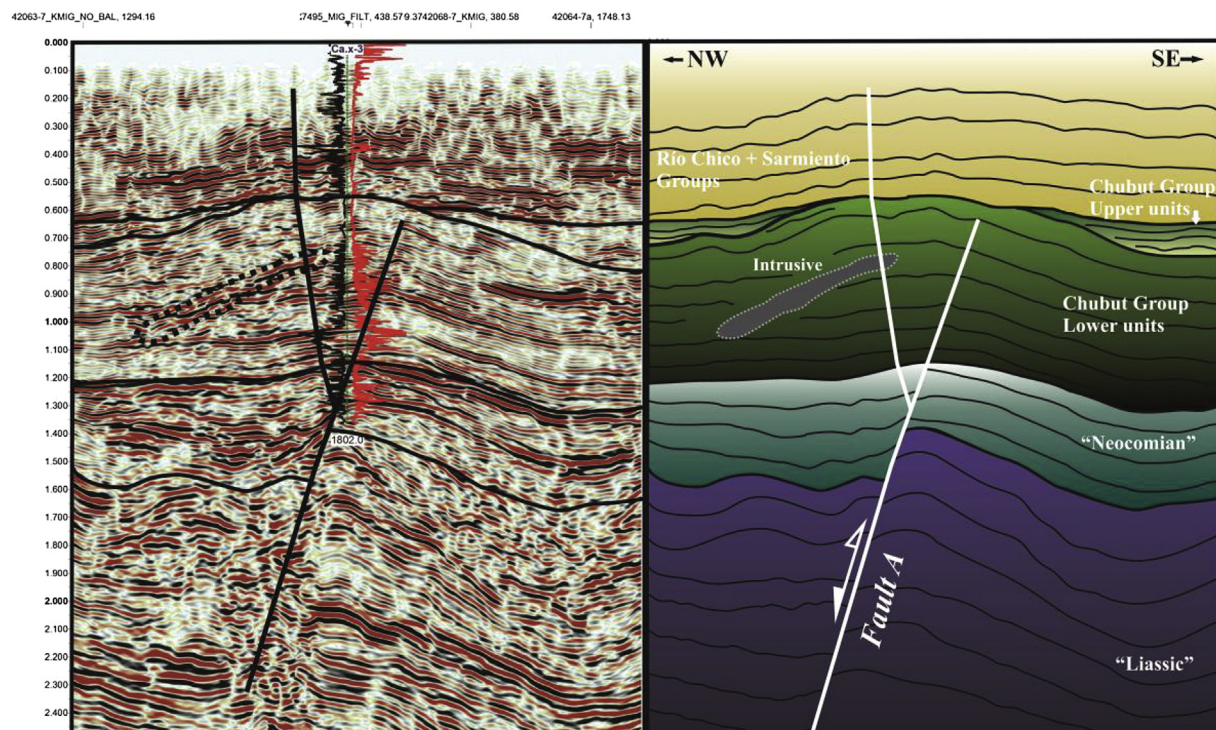 42063-7_KMIG_NO_BAL, 1294.16
:7495_MIG_FILT, 438.579.3742068-7_KMIG, 380.58
42064-7a, 1748.13
Ca.x-3
0.000
0.100
0.200
0.300
0.400
0.500
0.600
0.700
0.800
0.900
1.000
1.100
1.200
1.300
1.400
1.500
1.600
1.700
1.800
1.900
2.000
2.100
2.200
2.300
2.400
1802.0
NW
SE
Río Chico + Sarmiento
Groups
Chubut Group
Upper units
Intrusive
Chubut Group
Lower units
“Neocomian”
Fault A
“Liassic”